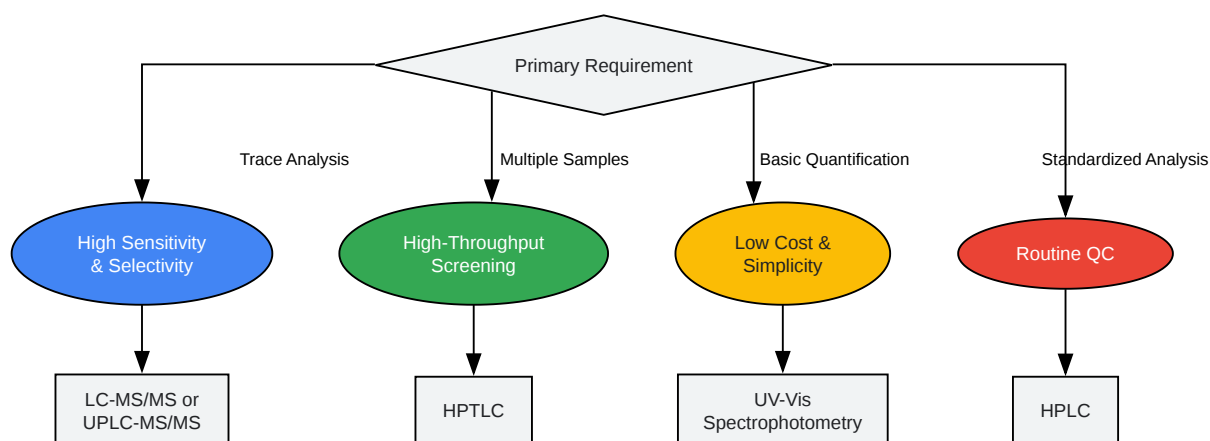 Primary Requirement
Trace Analysis
Multiple Samples
Basic Quantification
Standardized Analysis
High Sensitivity
& Selectivity
High-Throughput
Screening
Low Cost &
Simplicity
Routine QC
LC-MS/MS or
UPLC-MS/MS
HPTLC
UV-Vis
Spectrophotometry
HPLC